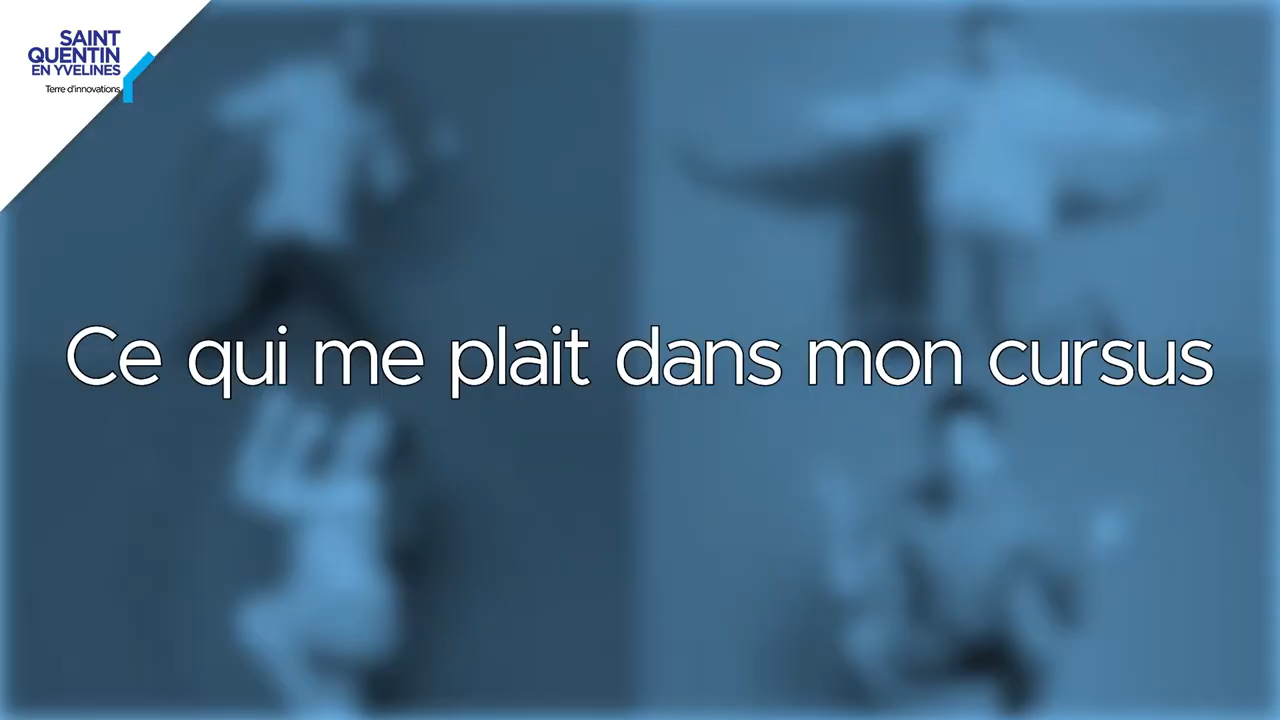 SAINT
QUENTIN
EN YVELINES
Terre d'innovations
Ce qui me plait dans mon cursus